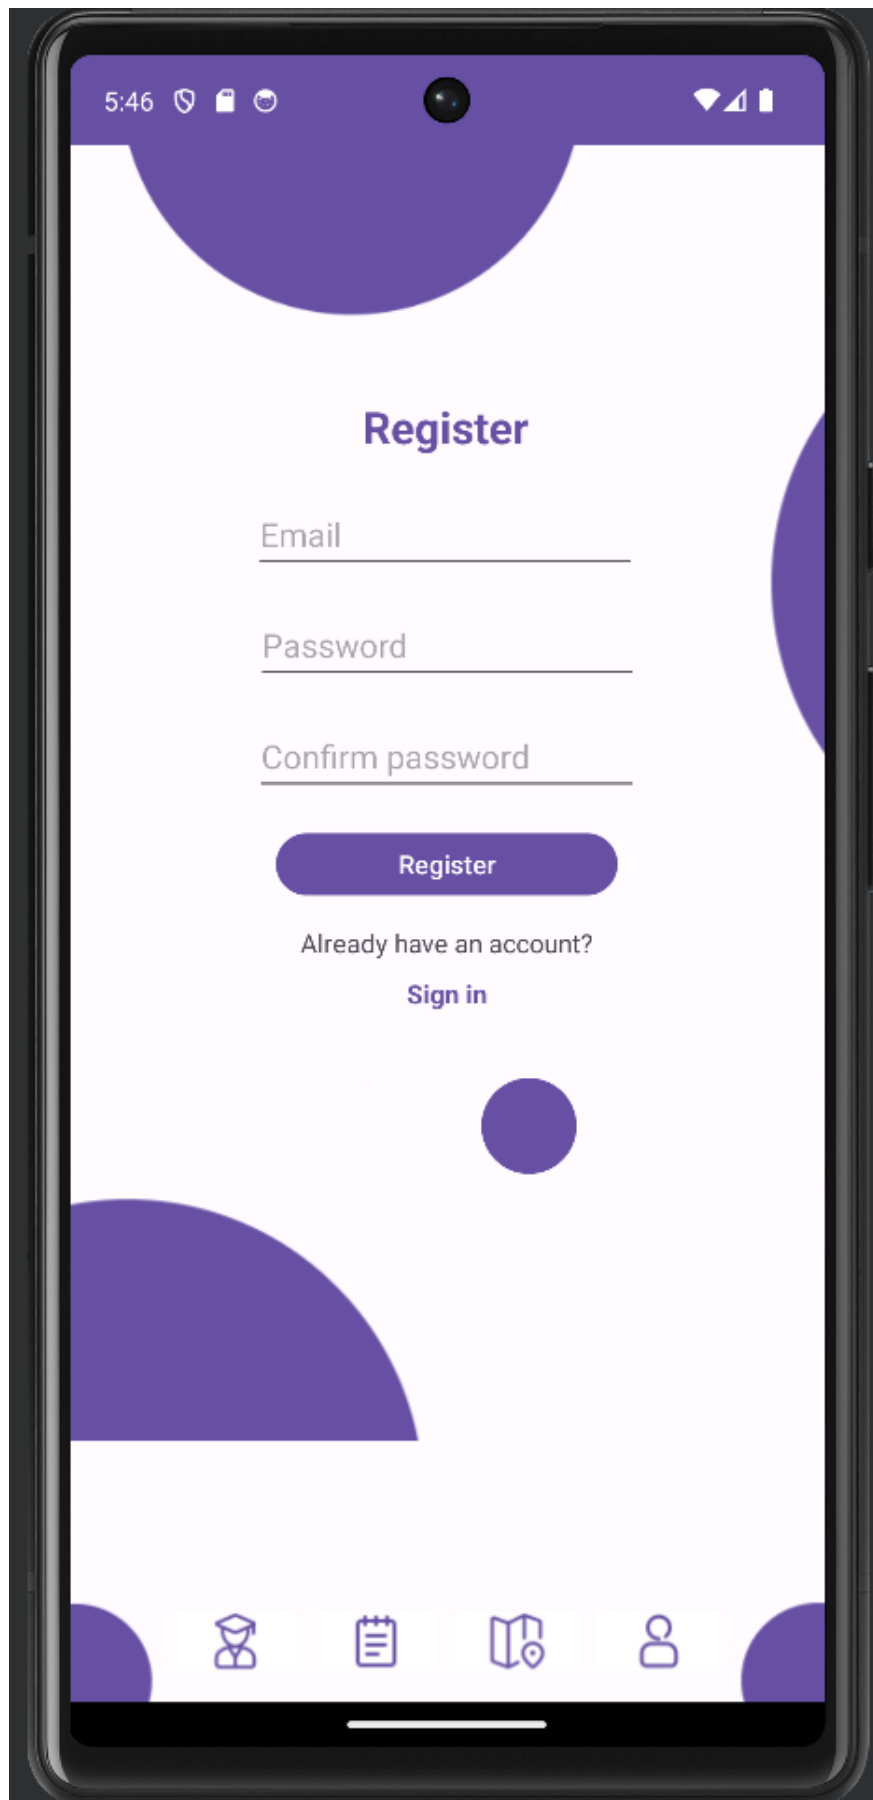 5:46
Register
Email
Password
Confirm password
Register
Already have an account?
Sign in